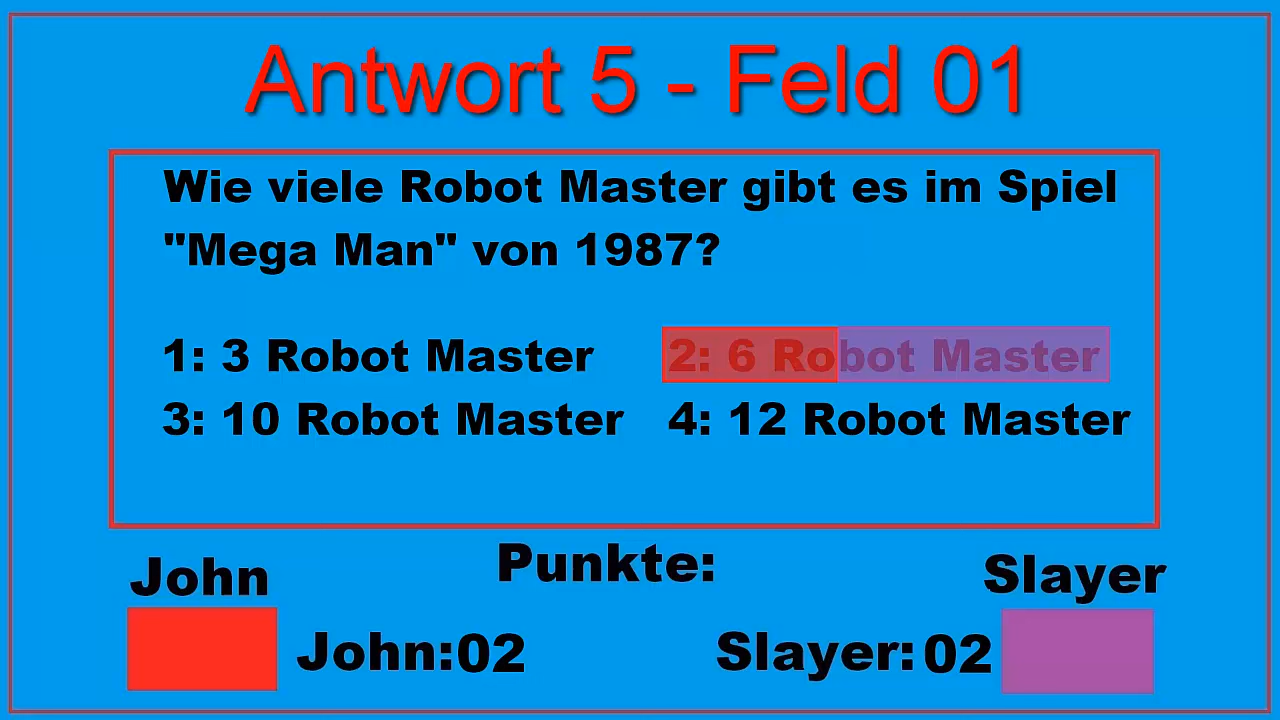 Antwort 5 - Feld 01
Wie viele Robot Master gibt es im Spiel
"Mega Man" von 1987?
1: 3 Robot Master 2: 6 Robot Master
3: 10 Robot Master 4: 12 Robot Master
Punkte:
John Slayer
John:02 Slayer:02